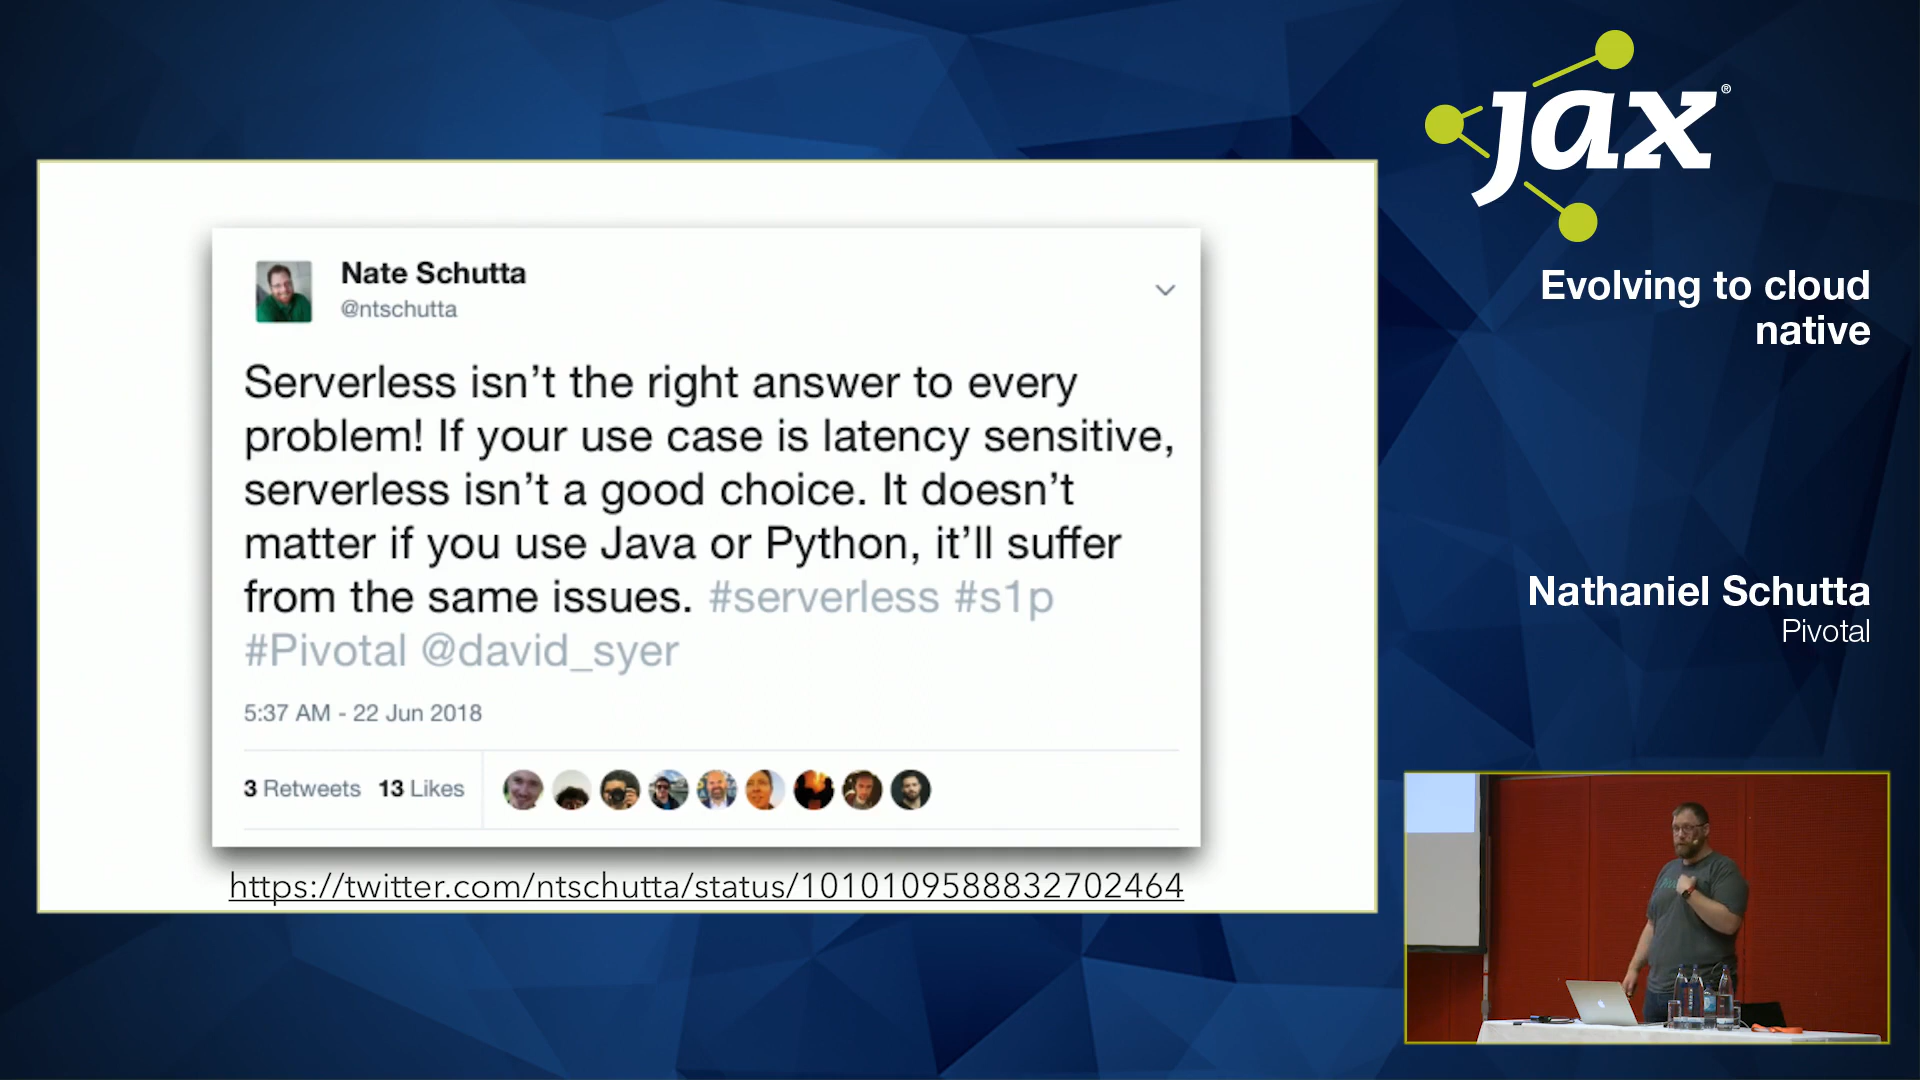 Nate Schutta
@ntschutta
Serverless isn’t the right answer to every
problem! If your use case is latency sensitive,
serverless isn’t a good choice. It doesn’t
matter if you use Java or Python, it’ll suffer
from the same issues. #serverless #s1p
#Pivotal @david_syer
5:37 AM - 22 Jun 2018
3 Retweets 13 Likes
https://twitter.com/ntschutta/status/1010109588832702464
jax®
Evolving to cloud
native
Nathaniel Schutta
Pivotal